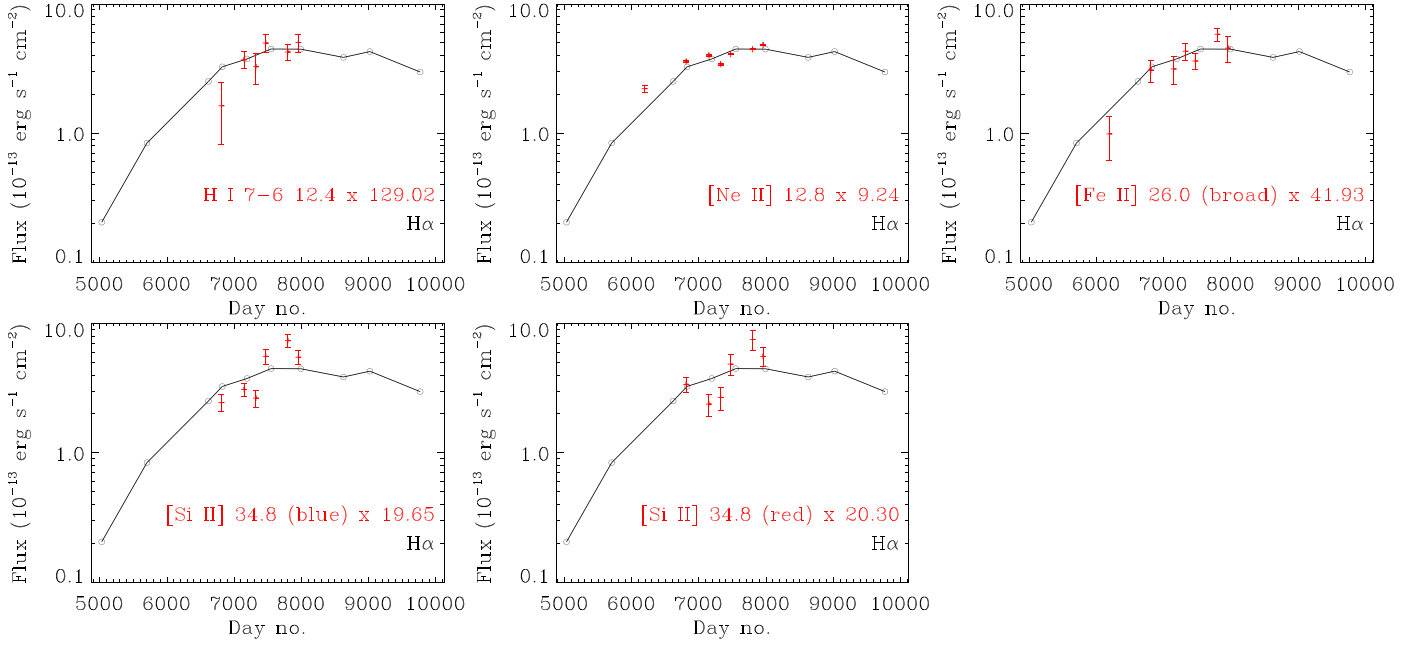 10.0
1.0
0.1
Flux (10⁻¹³ erg s⁻¹ cm⁻²)
H I 7−6 12.4 x 129.02
Hα
5000 6000 7000 8000 9000 10000
Day no.
10.0
1.0
0.1
Flux (10⁻¹³ erg s⁻¹ cm⁻²)
[Ne II] 12.8 x 9.24
Hα
5000 6000 7000 8000 9000 10000
Day no.
10.0
1.0
0.1
Flux (10⁻¹³ erg s⁻¹ cm⁻²)
[Fe II] 26.0 (broad) x 41.93
Hα
5000 6000 7000 8000 9000 10000
Day no.
10.0
1.0
0.1
Flux (10⁻¹³ erg s⁻¹ cm⁻²)
[Si II] 34.8 (blue) x 19.65
Hα
5000 6000 7000 8000 9000 10000
Day no.
10.0
1.0
0.1
Flux (10⁻¹³ erg s⁻¹ cm⁻²)
[Si II] 34.8 (red) x 20.30
Hα
5000 6000 7000 8000 9000 10000
Day no.